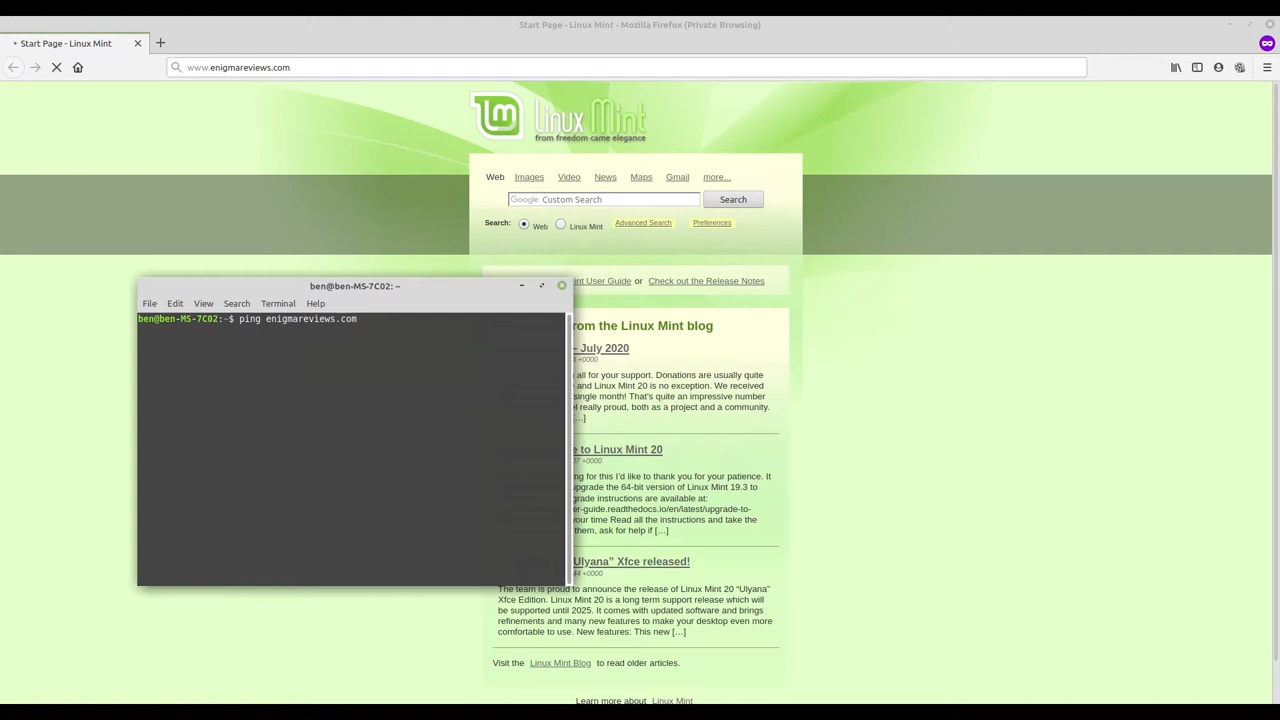 Start Page - Linux Mint - Mozilla Firefox (Private Browsing)
Start Page - Linux Mint
www.enigmareviews.com
Linux Mint
from freedom came elegance
Web Images Video News Maps Gmail more...
Google Custom Search Search
Search: Web Linux Mint Advanced Search Preferences
int User Guide or Check out the Release Notes
ben@ben-MS-7C02: ~
File Edit View Search Terminal Help
ben@ben-MS-7C02:~$ ping enigmareviews.com
rom the Linux Mint blog
– July 2020
+0000
all for your support. Donations are usually quite
and Linux Mint 20 is no exception. We received
single month! That's quite an impressive number
el really proud, both as a project and a community.
[…]
e to Linux Mint 20
07 +0000
ng for this I'd like to thank you for your patience. It
upgrade the 64-bit version of Linux Mint 19.3 to
grade instructions are available at:
er-guide.readthedocs.io/en/latest/upgrade-to-
your time Read all the instructions and take the
them, ask for help if […]
Ulyana" Xfce released!
44 +0000
The team is proud to announce the release of Linux Mint 20 "Ulyana"
Xfce Edition. Linux Mint 20 is a long term support release which will
be supported until 2025. It comes with updated software and brings
refinements and many new features to make your desktop even more
comfortable to use. New features: This new […]
Visit the Linux Mint Blog to read older articles.
Learn more about Linux Mint